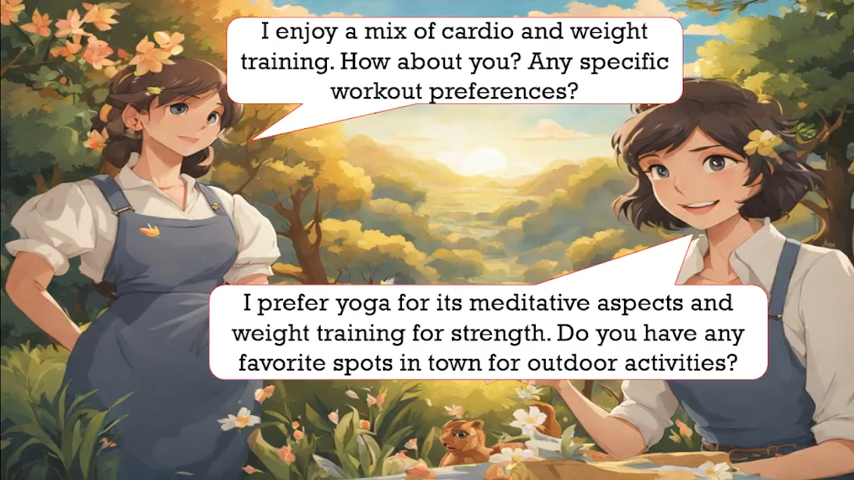 I enjoy a mix of cardio and weight
training. How about you? Any specific
workout preferences?
I prefer yoga for its meditative aspects and
weight training for strength. Do you have any
favorite spots in town for outdoor activities?